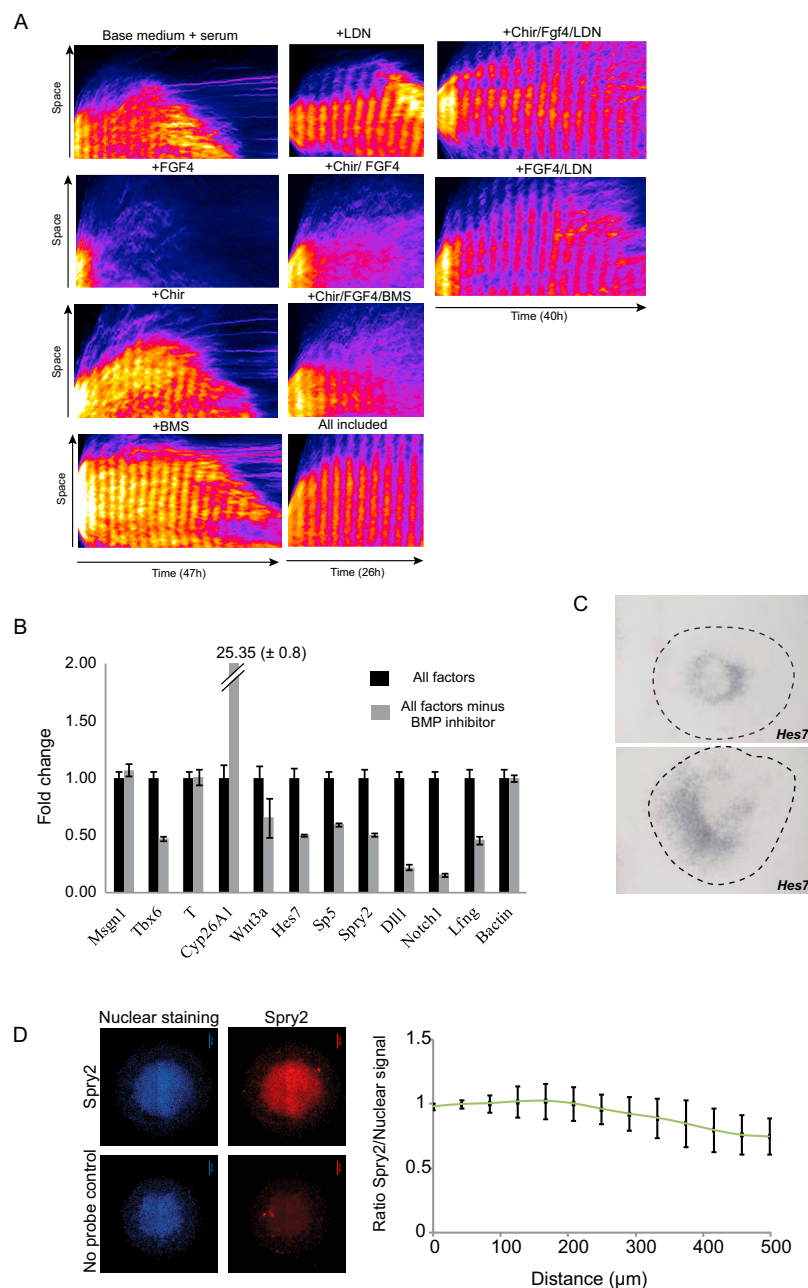 A
Base medium + serum
+LDN
+Chir/Fgf4/LDN
Space
+FGF4
+Chir/ FGF4
+FGF4/LDN
Space
+Chir
+Chir/FGF4/BMS
Time (40h)
Space
+BMS
All included
Space
Time (47h)
Time (26h)
B
25.35 (± 0.8)
2.00
1.50
1.00
0.50
0.00
Fold change
All factors
All factors minus
BMP inhibitor
Msgn1
Tbx6
T
Cyp26A1
Wnt3a
Hes7
Sp5
Spry2
Dll1
Notch1
Lfng
Bactin
C
Hes7
Hes7
D
Nuclear staining
Spry2
Spry2
No probe control
Ratio Spry2/Nuclear signal
1.5
1
0.5
0
0
100
200
300
400
500
Distance (µm)